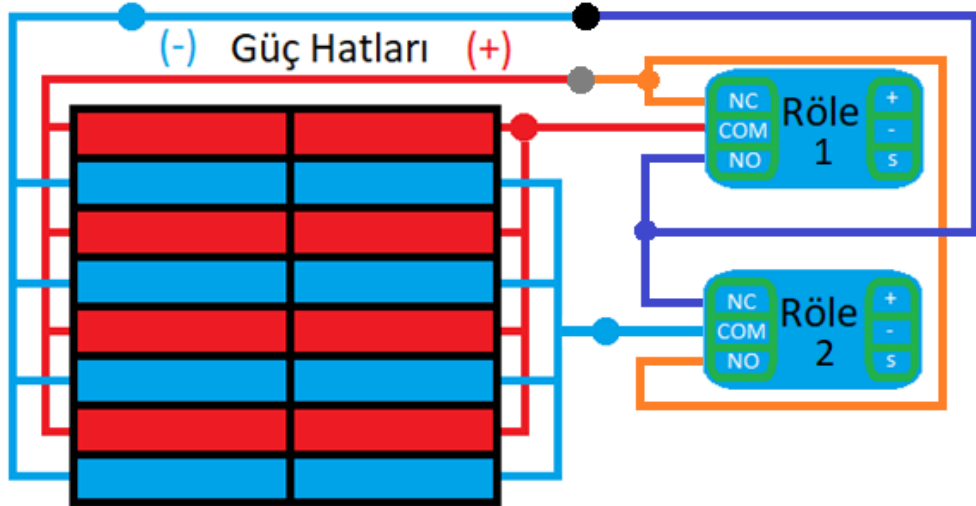 (-) Güç Hatları (+)
NC
COM
NO
Röle
1
+
-
s
NC
COM
NO
Röle
2
+
-
s